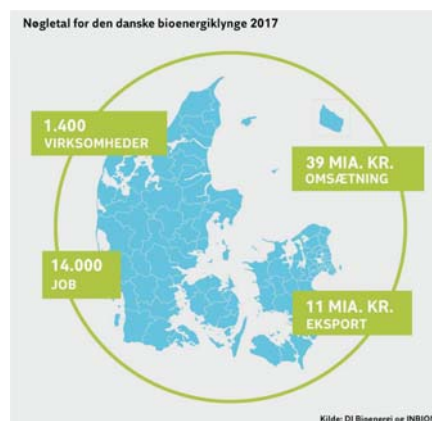 Nøgletal for den danske bioenergiklynge 2017
1.400
VIRKSOMHEDER
39 MIA. KR.
OMSÆTNING
14.000
JOB
11 MIA. KR.
EKSPORT
Kilde: DI Bioenergi og INBIOM